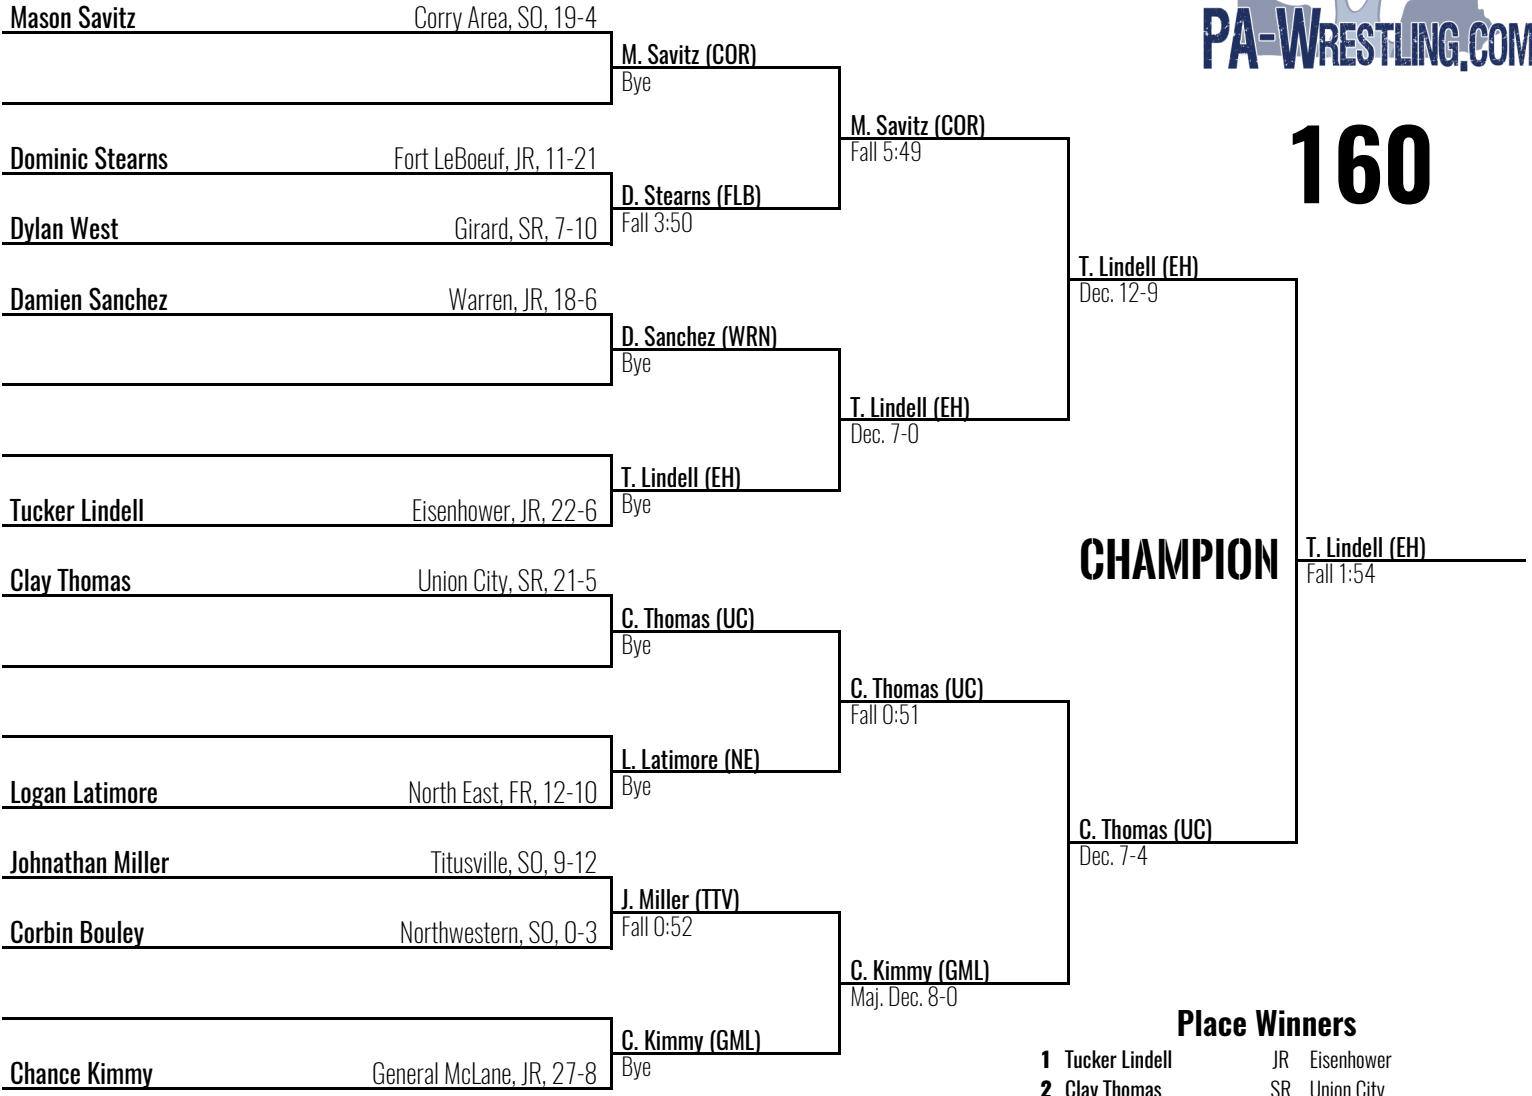 Mason Savitz Corry Area, SO, 19-4
PA-WRESTLING.COM
M. Savitz (COR)
Bye
M. Savitz (COR)
Fall 5:49
160
Dominic Stearns Fort LeBoeuf, JR, 11-21
D. Stearns (FLB)
Fall 3:50
Dylan West Girard, SR, 7-10
T. Lindell (EH)
Dec. 12-9
Damien Sanchez Warren, JR, 18-6
D. Sanchez (WRN)
Bye
T. Lindell (EH)
Dec. 7-0
T. Lindell (EH)
Bye
Tucker Lindell Eisenhower, JR, 22-6
CHAMPION
T. Lindell (EH)
Fall 1:54
Clay Thomas Union City, SR, 21-5
C. Thomas (UC)
Bye
C. Thomas (UC)
Fall 0:51
L. Latimore (NE)
Bye
Logan Latimore North East, FR, 12-10
C. Thomas (UC)
Dec. 7-4
Johnathan Miller Titusville, SO, 9-12
J. Miller (TTV)
Fall 0:52
Corbin Bouley Northwestern, SO, 0-3
C. Kimmy (GML)
Maj. Dec. 8-0
C. Kimmy (GML)
Bye
Chance Kimmy General McLane, JR, 27-8
Place Winners
1 Tucker Lindell JR Eisenhower
2 Clay Thomas SR Union City